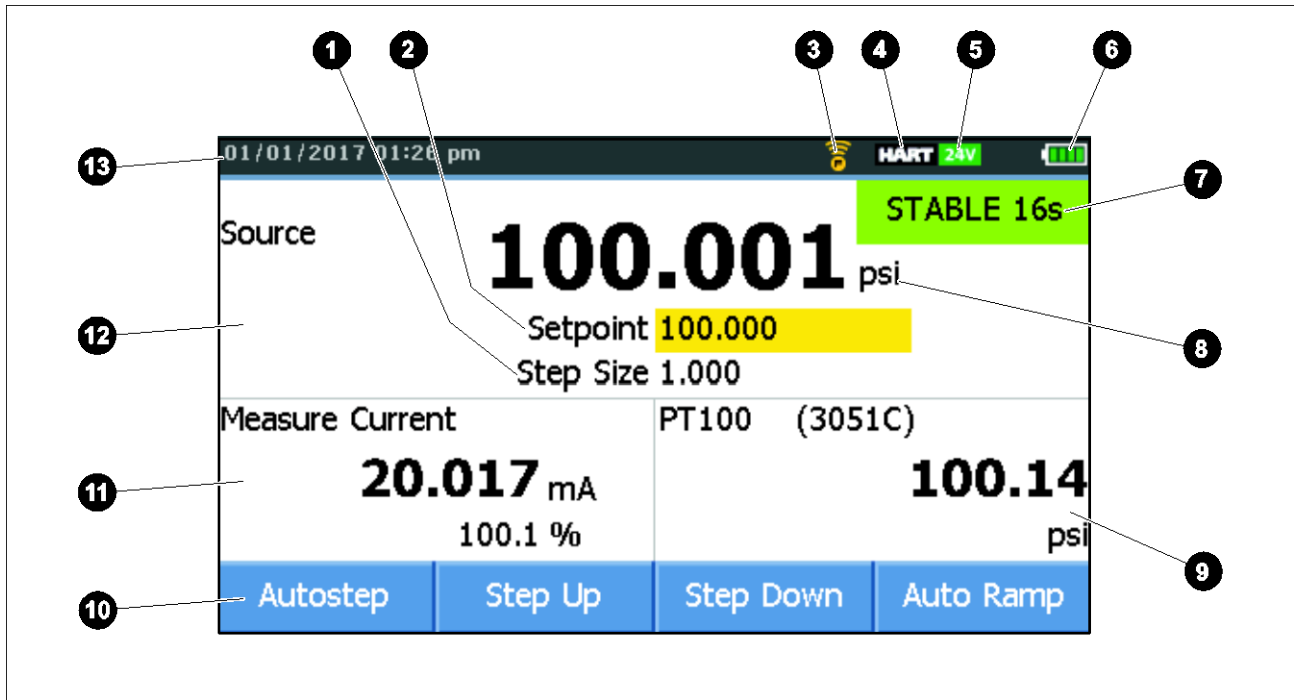 1 2 3 4 5 6
13 01/01/2017 01:26 pm HART 24V
STABLE 16s 7
Source 100.001 psi
12 Setpoint 100.000 8
Step Size 1.000
Measure Current PT100 (3051C)
11 20.017 mA 100.14
100.1 % psi
9
10 Autostep Step Up Step Down Auto Ramp